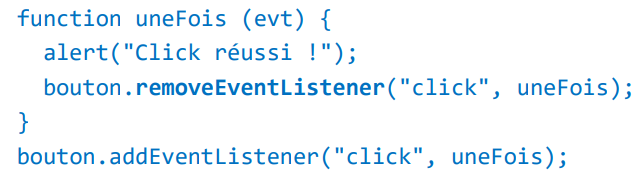 function uneFois (evt) {
  alert("Click réussi !");
  bouton.removeEventListener("click", uneFois);
}
bouton.addEventListener("click", uneFois);